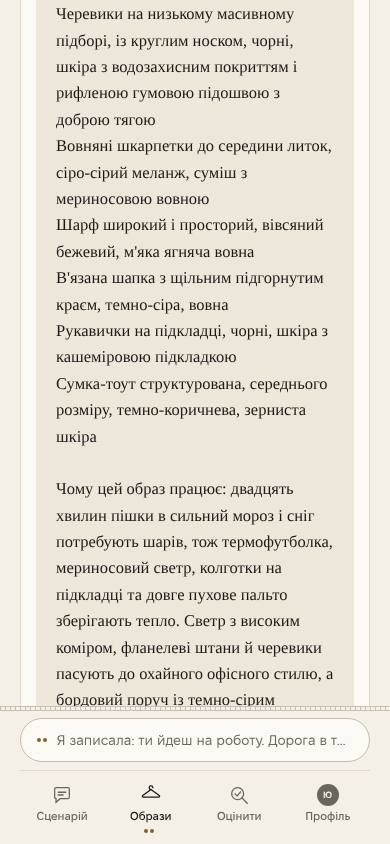 Черевики на низькому масивному
підборі, із круглим носком, чорні,
шкіра з водозахисним покриттям і
рифленою гумовою підошвою з
доброю тягою
Вовняні шкарпетки до середини литок,
сіро-сірий меланж, суміш з
мериносовою вовною
Шарф широкий і просторий, вівсяний
бежевий, м'яка ягняча вовна
В'язана шапка з щільним підгорнутим
краєм, темно-сіра, вовна
Рукавички на підкладці, чорні, шкіра з
кашеміровою підкладкою
Сумка-тоут структурована, середнього
розміру, темно-коричнева, зерниста
шкіра
Чому цей образ працює: двадцять
хвилин пішки в сильний мороз і сніг
потребують шарів, тож термофутболка,
мериносовий светр, колготки на
підкладці та довге пухове пальто
зберігають тепло. Светр з високим
коміром, фланелеві штани й черевики
пасують до охайного офісного стилю, а
бордовий поруч із темно-сірим
Я записала: ти йдеш на роботу. Дорога в т...
Сценарій
Образи
Оцінити
Ю
Профіль